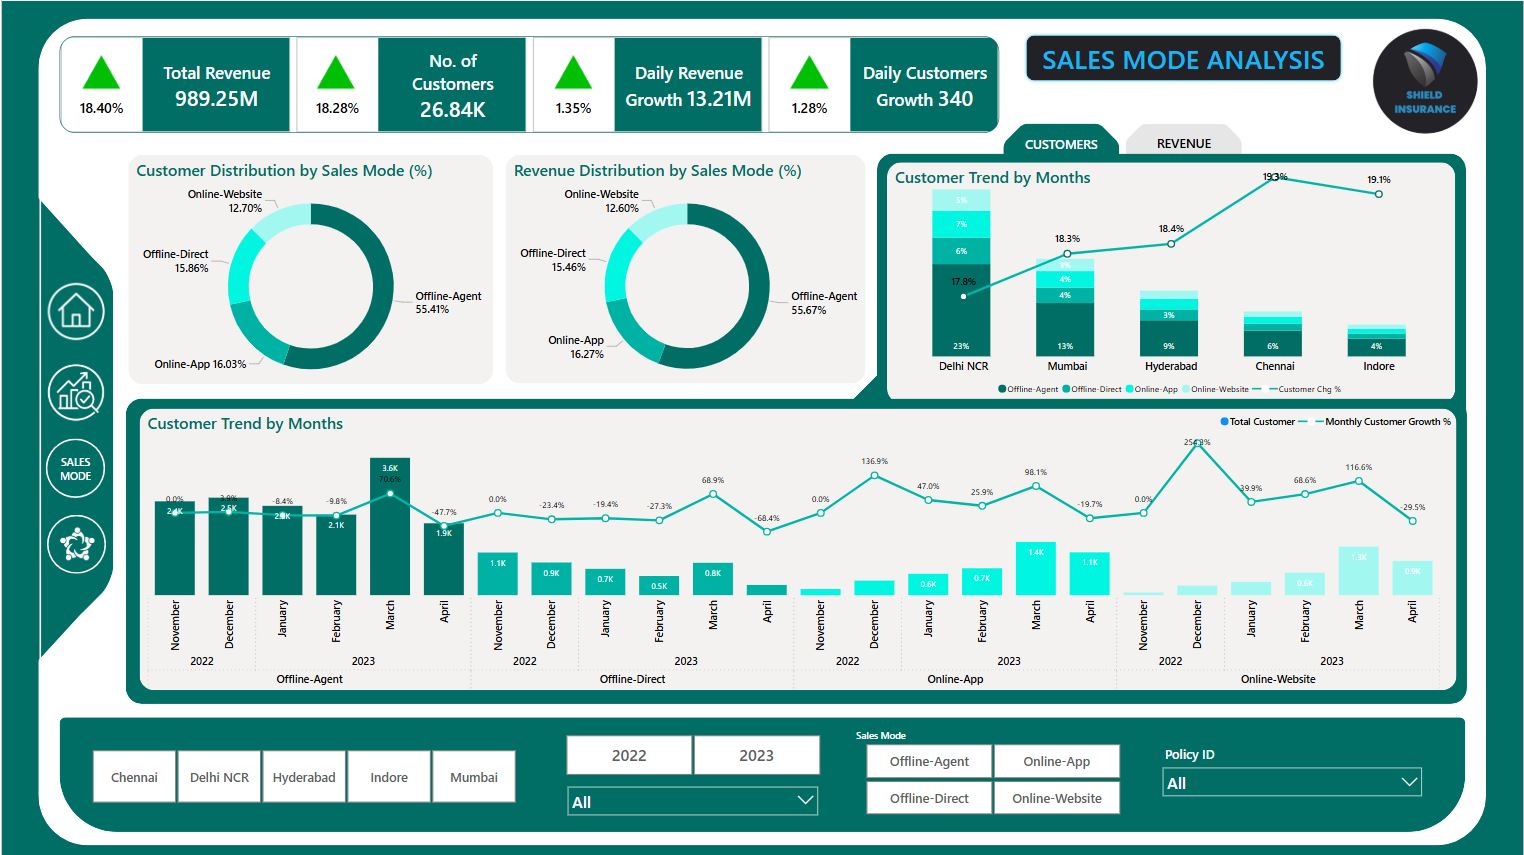 18.40%
Total Revenue
989.25M
18.28%
No. of
Customers
26.84K
1.35%
Daily Revenue
Growth 13.21M
1.28%
Daily Customers
Growth 340
SALES MODE ANALYSIS
SHIELD
INSURANCE
CUSTOMERS
REVENUE
Customer Distribution by Sales Mode (%)
Online-Website
12.70%
Offline-Direct
15.86%
Offline-Agent
55.41%
Online-App 16.03%
Revenue Distribution by Sales Mode (%)
Online-Website
12.60%
Offline-Direct
15.46%
Offline-Agent
55.67%
Online-App
16.27%
Customer Trend by Months
19.3%
19.1%
5%
7%
18.4%
18.3%
6%
3%
4%
17.8%
4%
3%
23%
13%
9%
6%
4%
Delhi NCR
Mumbai
Hyderabad
Chennai
Indore
Offline-Agent
Offline-Direct
Online-App
Online-Website
Customer Chg %
SALES
MODE
Customer Trend by Months
Total Customer
Monthly Customer Growth %
0.0%
3.9%
-8.4%
-9.8%
70.6%
-47.7%
0.0%
-23.4%
-19.4%
-27.3%
68.9%
-68.4%
0.0%
136.9%
47.0%
25.9%
98.1%
-19.7%
0.0%
39.9%
68.6%
116.6%
-29.5%
2.4K
2.5K
2.1K
3.6K
1.9K
1.1K
0.9K
0.7K
0.5K
0.8K
0.6K
0.7K
1.4K
1.1K
0.6K
1.3K
0.9K
November
December
January
February
March
April
November
December
January
February
March
April
November
December
January
February
March
April
November
December
January
February
March
April
2022
2023
2022
2023
2022
2023
2022
2023
Offline-Agent
Offline-Direct
Online-App
Online-Website
Chennai
Delhi NCR
Hyderabad
Indore
Mumbai
2022
2023
All
Sales Mode
Offline-Agent
Online-App
Offline-Direct
Online-Website
Policy ID
All